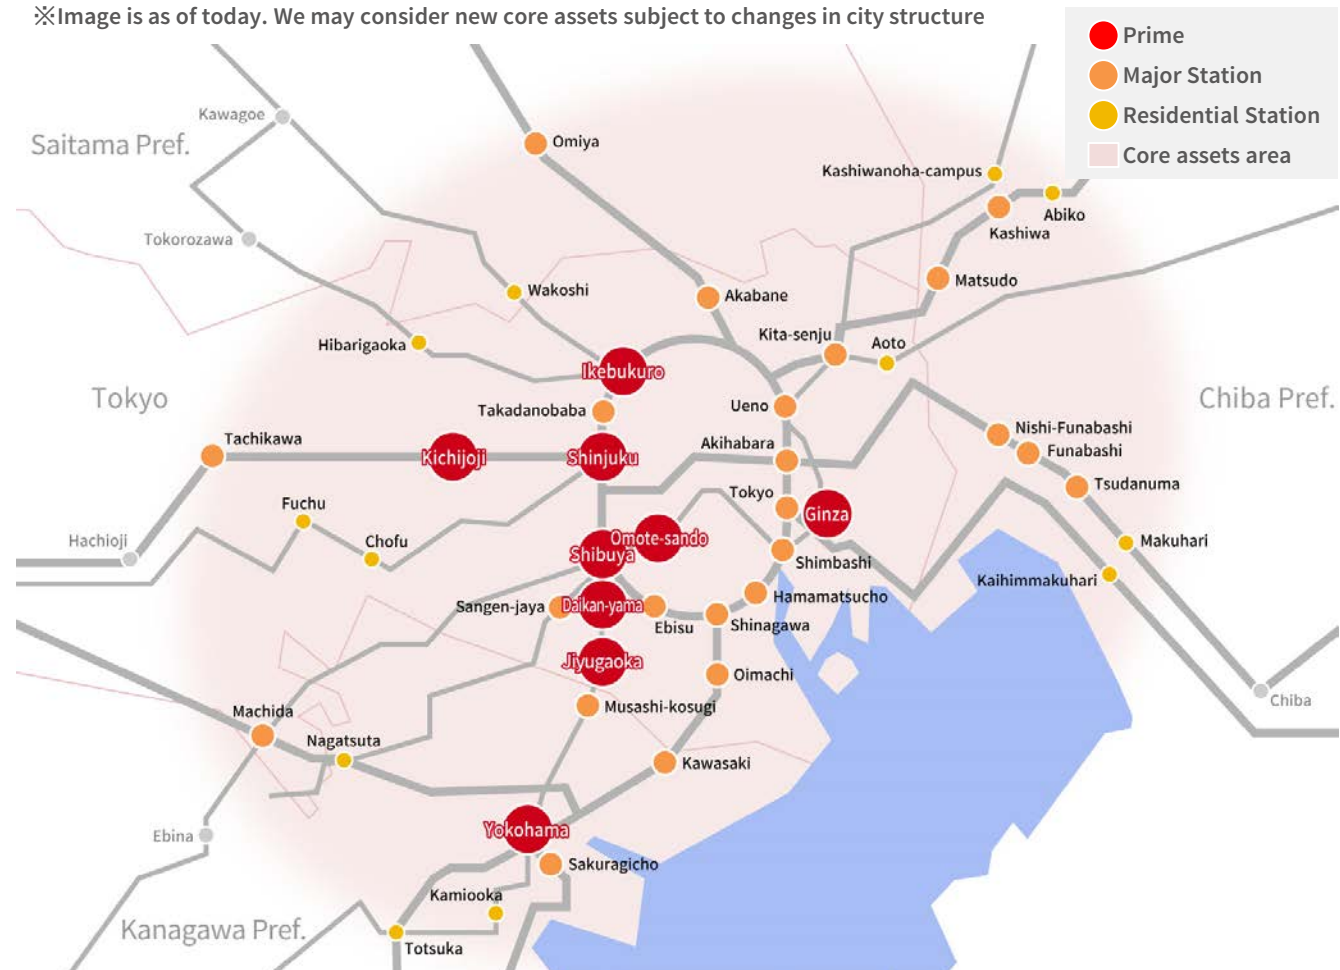 ※Image is as of today. We may consider new core assets subject to changes in city structure
Prime
Major Station
Residential Station
Core assets area
Kawagoe
Saitama Pref.
Omiya
Kashiwanoha-campus
Abiko
Kashiwa
Tokorozawa
Matsudo
Wakoshi
Akabane
Hibarigaoka
Kita-senju
Aoto
Ikebukuro
Tokyo
Chiba Pref.
Takadanobaba
Ueno
Tachikawa
Nishi-Funabashi
Akihabara
Funabashi
Kichijoji
Shinjuku
Tsudanuma
Tokyo
Fuchu
Ginza
Hachioji
Chofu
Omote-sando
Makuhari
Shibuya
Shimbashi
Kaihimmakuhari
Hamamatsucho
Sangen-jaya
Daikan-yama
Ebisu
Shinagawa
Jiyugaoka
Oimachi
Chiba
Musashi-kosugi
Machida
Nagatsuta
Kawasaki
Yokohama
Ebina
Sakuragicho
Kamiooka
Kanagawa Pref.
Totsuka